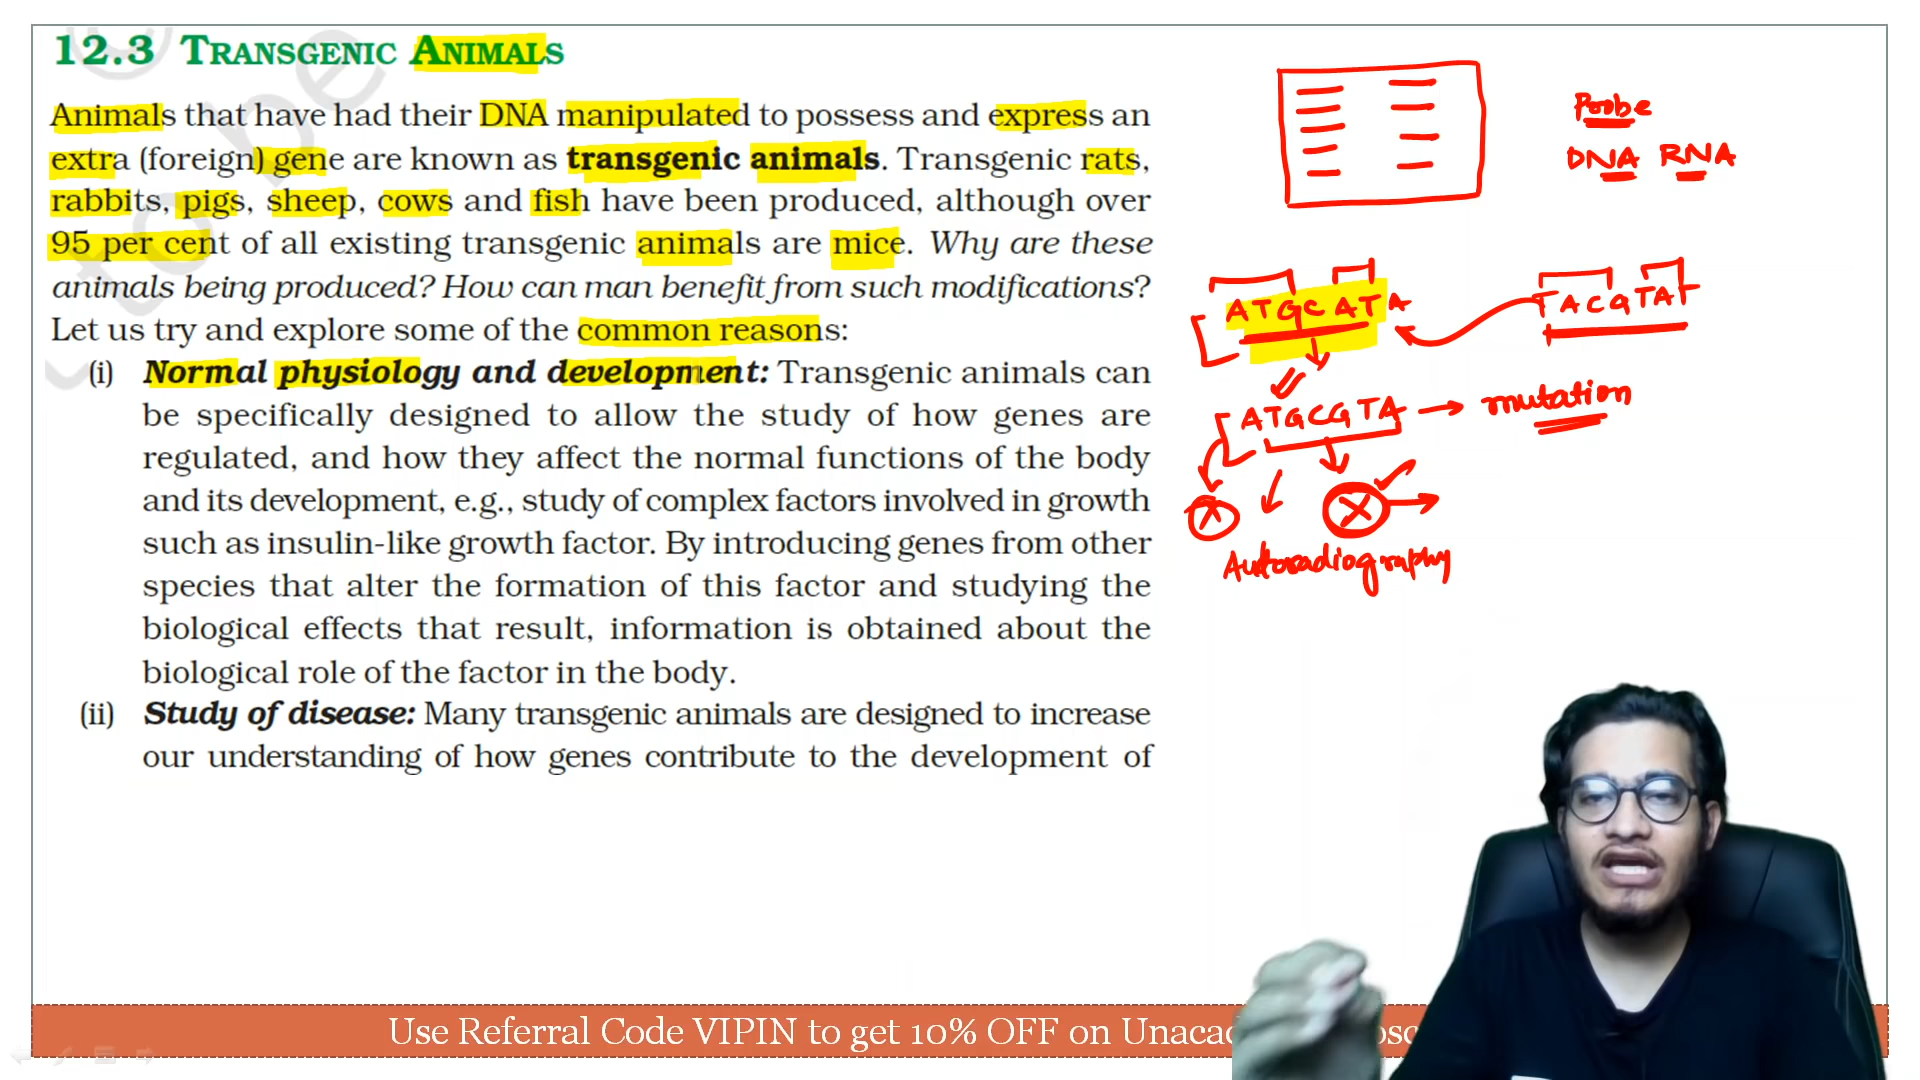 12.3 TRANSGENIC ANIMALS
Animals that have had their DNA manipulated to possess and express an
extra (foreign) gene are known as transgenic animals. Transgenic rats,
rabbits, pigs, sheep, cows and fish have been produced, although over
95 per cent of all existing transgenic animals are mice. Why are these
animals being produced? How can man benefit from such modifications?
Let us try and explore some of the common reasons:
(i) Normal physiology and development: Transgenic animals can
be specifically designed to allow the study of how genes are
regulated, and how they affect the normal functions of the body
and its development, e.g., study of complex factors involved in growth
such as insulin-like growth factor. By introducing genes from other
species that alter the formation of this factor and studying the
biological effects that result, information is obtained about the
biological role of the factor in the body.
(ii) Study of disease: Many transgenic animals are designed to increase
our understanding of how genes contribute to the development of
to be
Probe
DNA RNA
ATGCATA
TACGTAT
ATGCGTA → mutation
Autoradiography
Use Referral Code VIPIN to get 10% OFF on Unacad